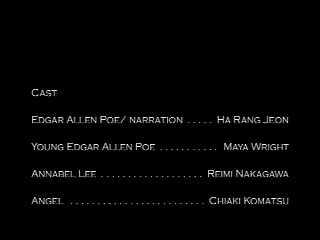 Cast
Edgar Allen Poe/ narration ..... Ha Rang Jeon
Young Edgar Allen Poe ........... Maya Wright
Annabel Lee ................... Reimi Nakagawa
Angel ......................... Chiaki Komatsu